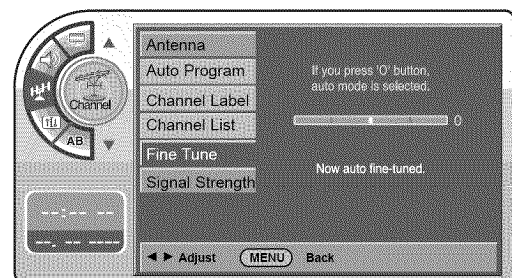 Channel
1A
AB
--:-- --
--. -- ----
Antenna
Auto Program
Channel Label
Channel List
Fine Tune
Signal Strength
If you press 'O' button,
auto mode is selected.
0
Now auto fine-tuned.
◄ ► Adjust MENU Back